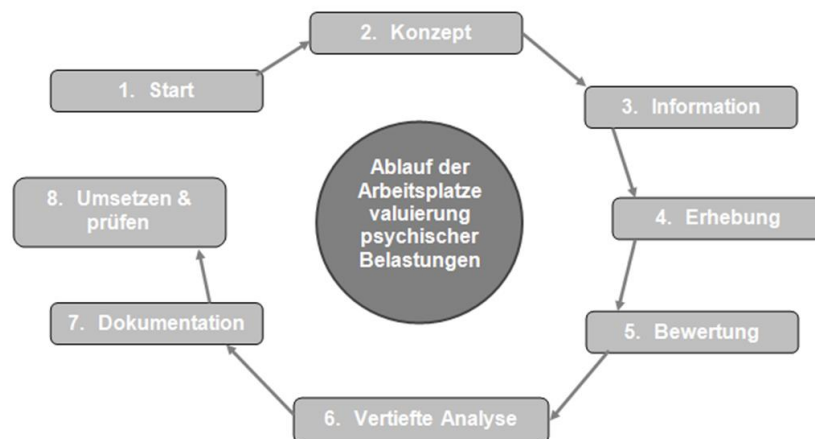 2. Konzept
1. Start
3. Information
Ablauf der
Arbeitsplatze
valuierung
psychischer
Belastungen
8. Umsetzen &
prüfen
4. Erhebung
7. Dokumentation
5. Bewertung
6. Vertiefte Analyse